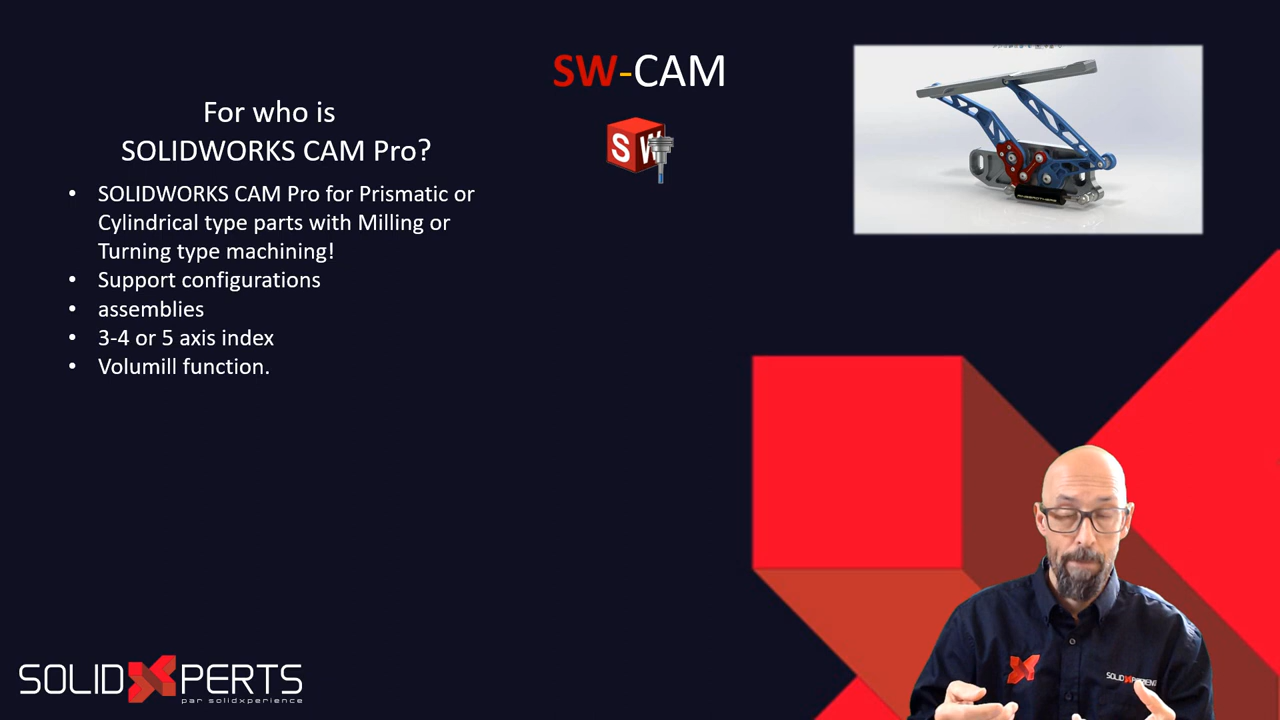 SW-CAM
For who is
SOLIDWORKS CAM Pro?
• SOLIDWORKS CAM Pro for Prismatic or
Cylindrical type parts with Milling or
Turning type machining!
• Support configurations
• assemblies
• 3-4 or 5 axis index
• Volumill function.
SW
SOLIDXPERTS
par solidxperience